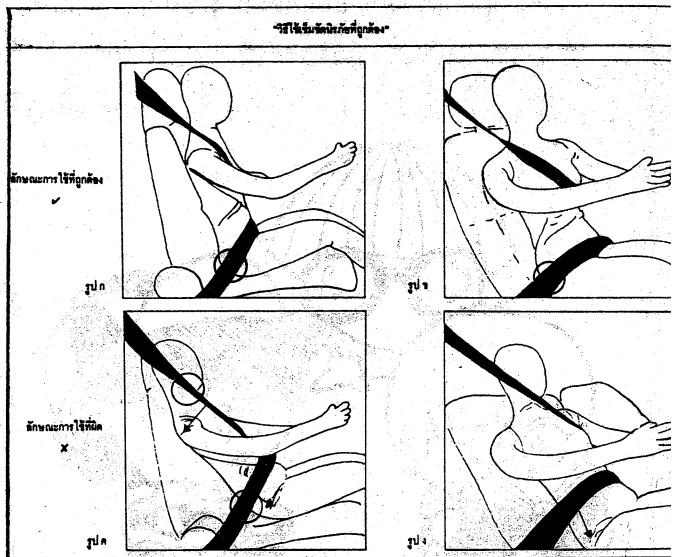 "วิธีใช้เข็มขัดนิรภัยที่ถูกต้อง"
ลักษณะการใช้ที่ถูกต้อง
✓
รูป ก
รูป ข
ลักษณะการใช้ที่ผิด
x
รูป ค
รูป ง